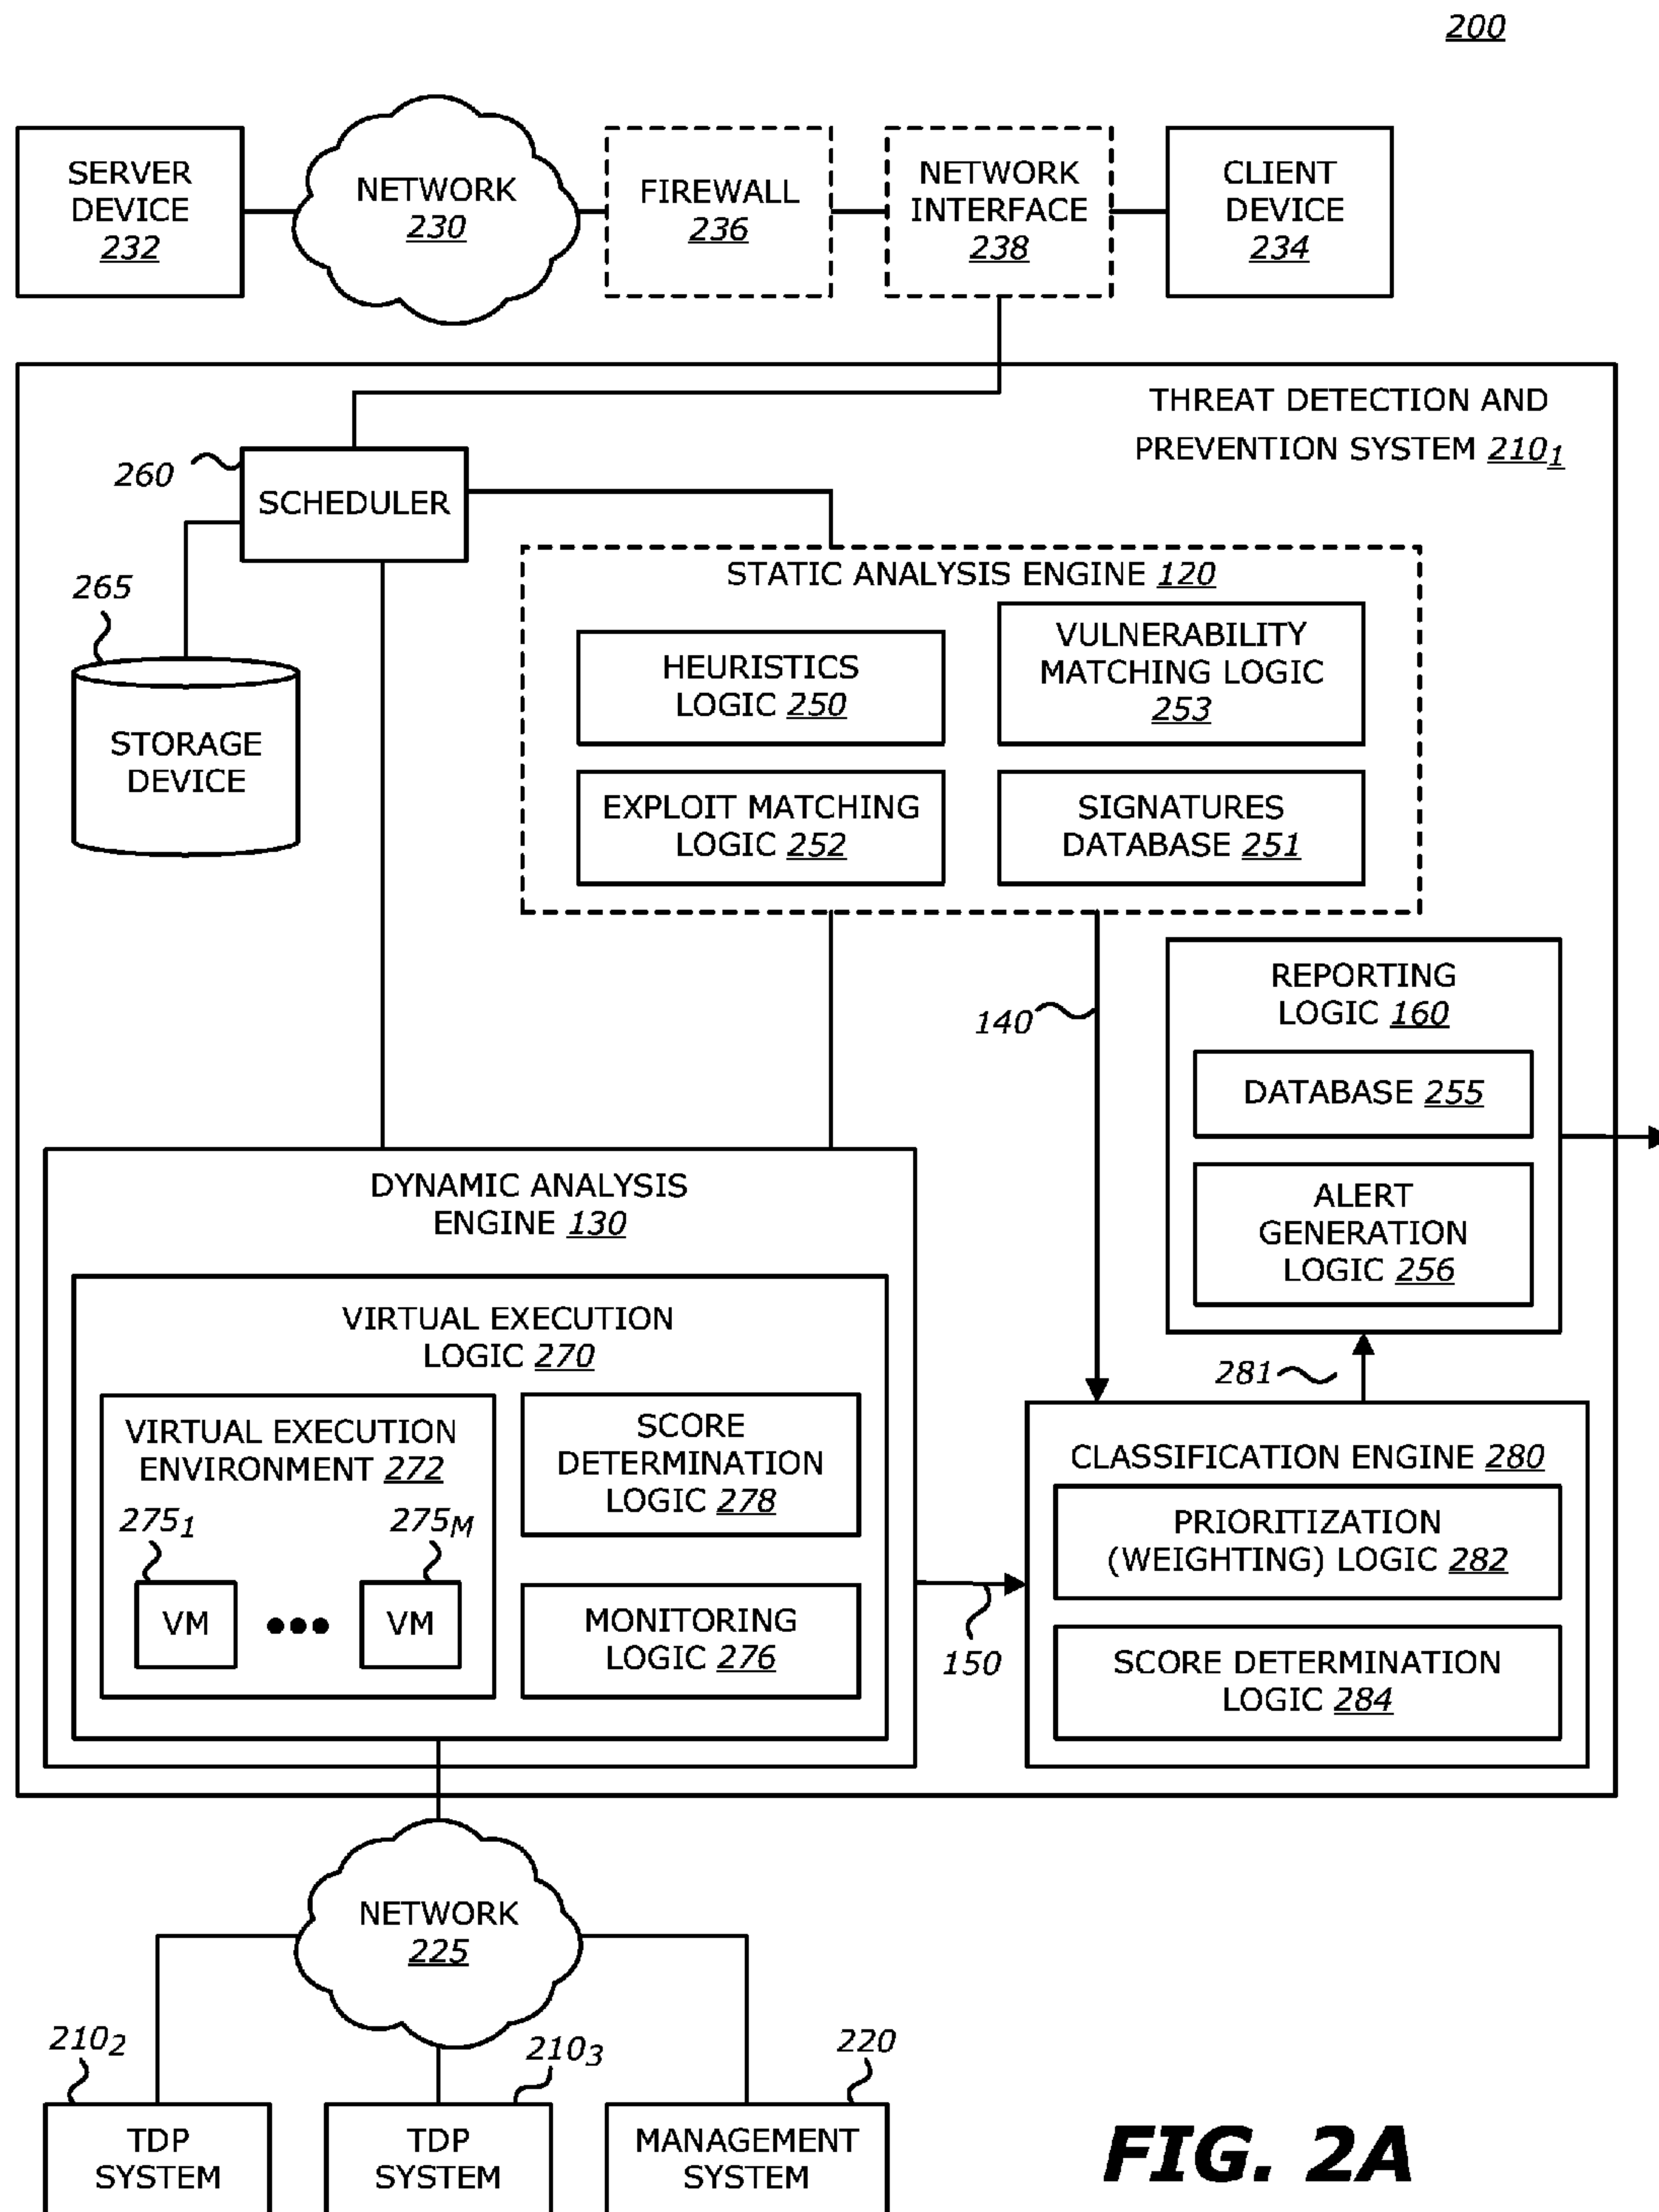 200
SERVER
DEVICE
232
NETWORK
230
FIREWALL
236
NETWORK
INTERFACE
238
CLIENT
DEVICE
234
THREAT DETECTION AND
PREVENTION SYSTEM 210₁
260
SCHEDULER
265
STORAGE
DEVICE
STATIC ANALYSIS ENGINE 120
HEURISTICS
LOGIC 250
VULNERABILITY
MATCHING LOGIC
253
EXPLOIT MATCHING
LOGIC 252
SIGNATURES
DATABASE 251
140
REPORTING
LOGIC 160
DATABASE 255
ALERT
GENERATION
LOGIC 256
281
DYNAMIC ANALYSIS
ENGINE 130
VIRTUAL EXECUTION
LOGIC 270
VIRTUAL EXECUTION
ENVIRONMENT 272
275₁
275M
VM
VM
SCORE
DETERMINATION
LOGIC 278
MONITORING
LOGIC 276
150
CLASSIFICATION ENGINE 280
PRIORITIZATION
(WEIGHTING) LOGIC 282
SCORE DETERMINATION
LOGIC 284
NETWORK
225
210₂
TDP
SYSTEM
210₃
TDP
SYSTEM
220
MANAGEMENT
SYSTEM
FIG. 2A